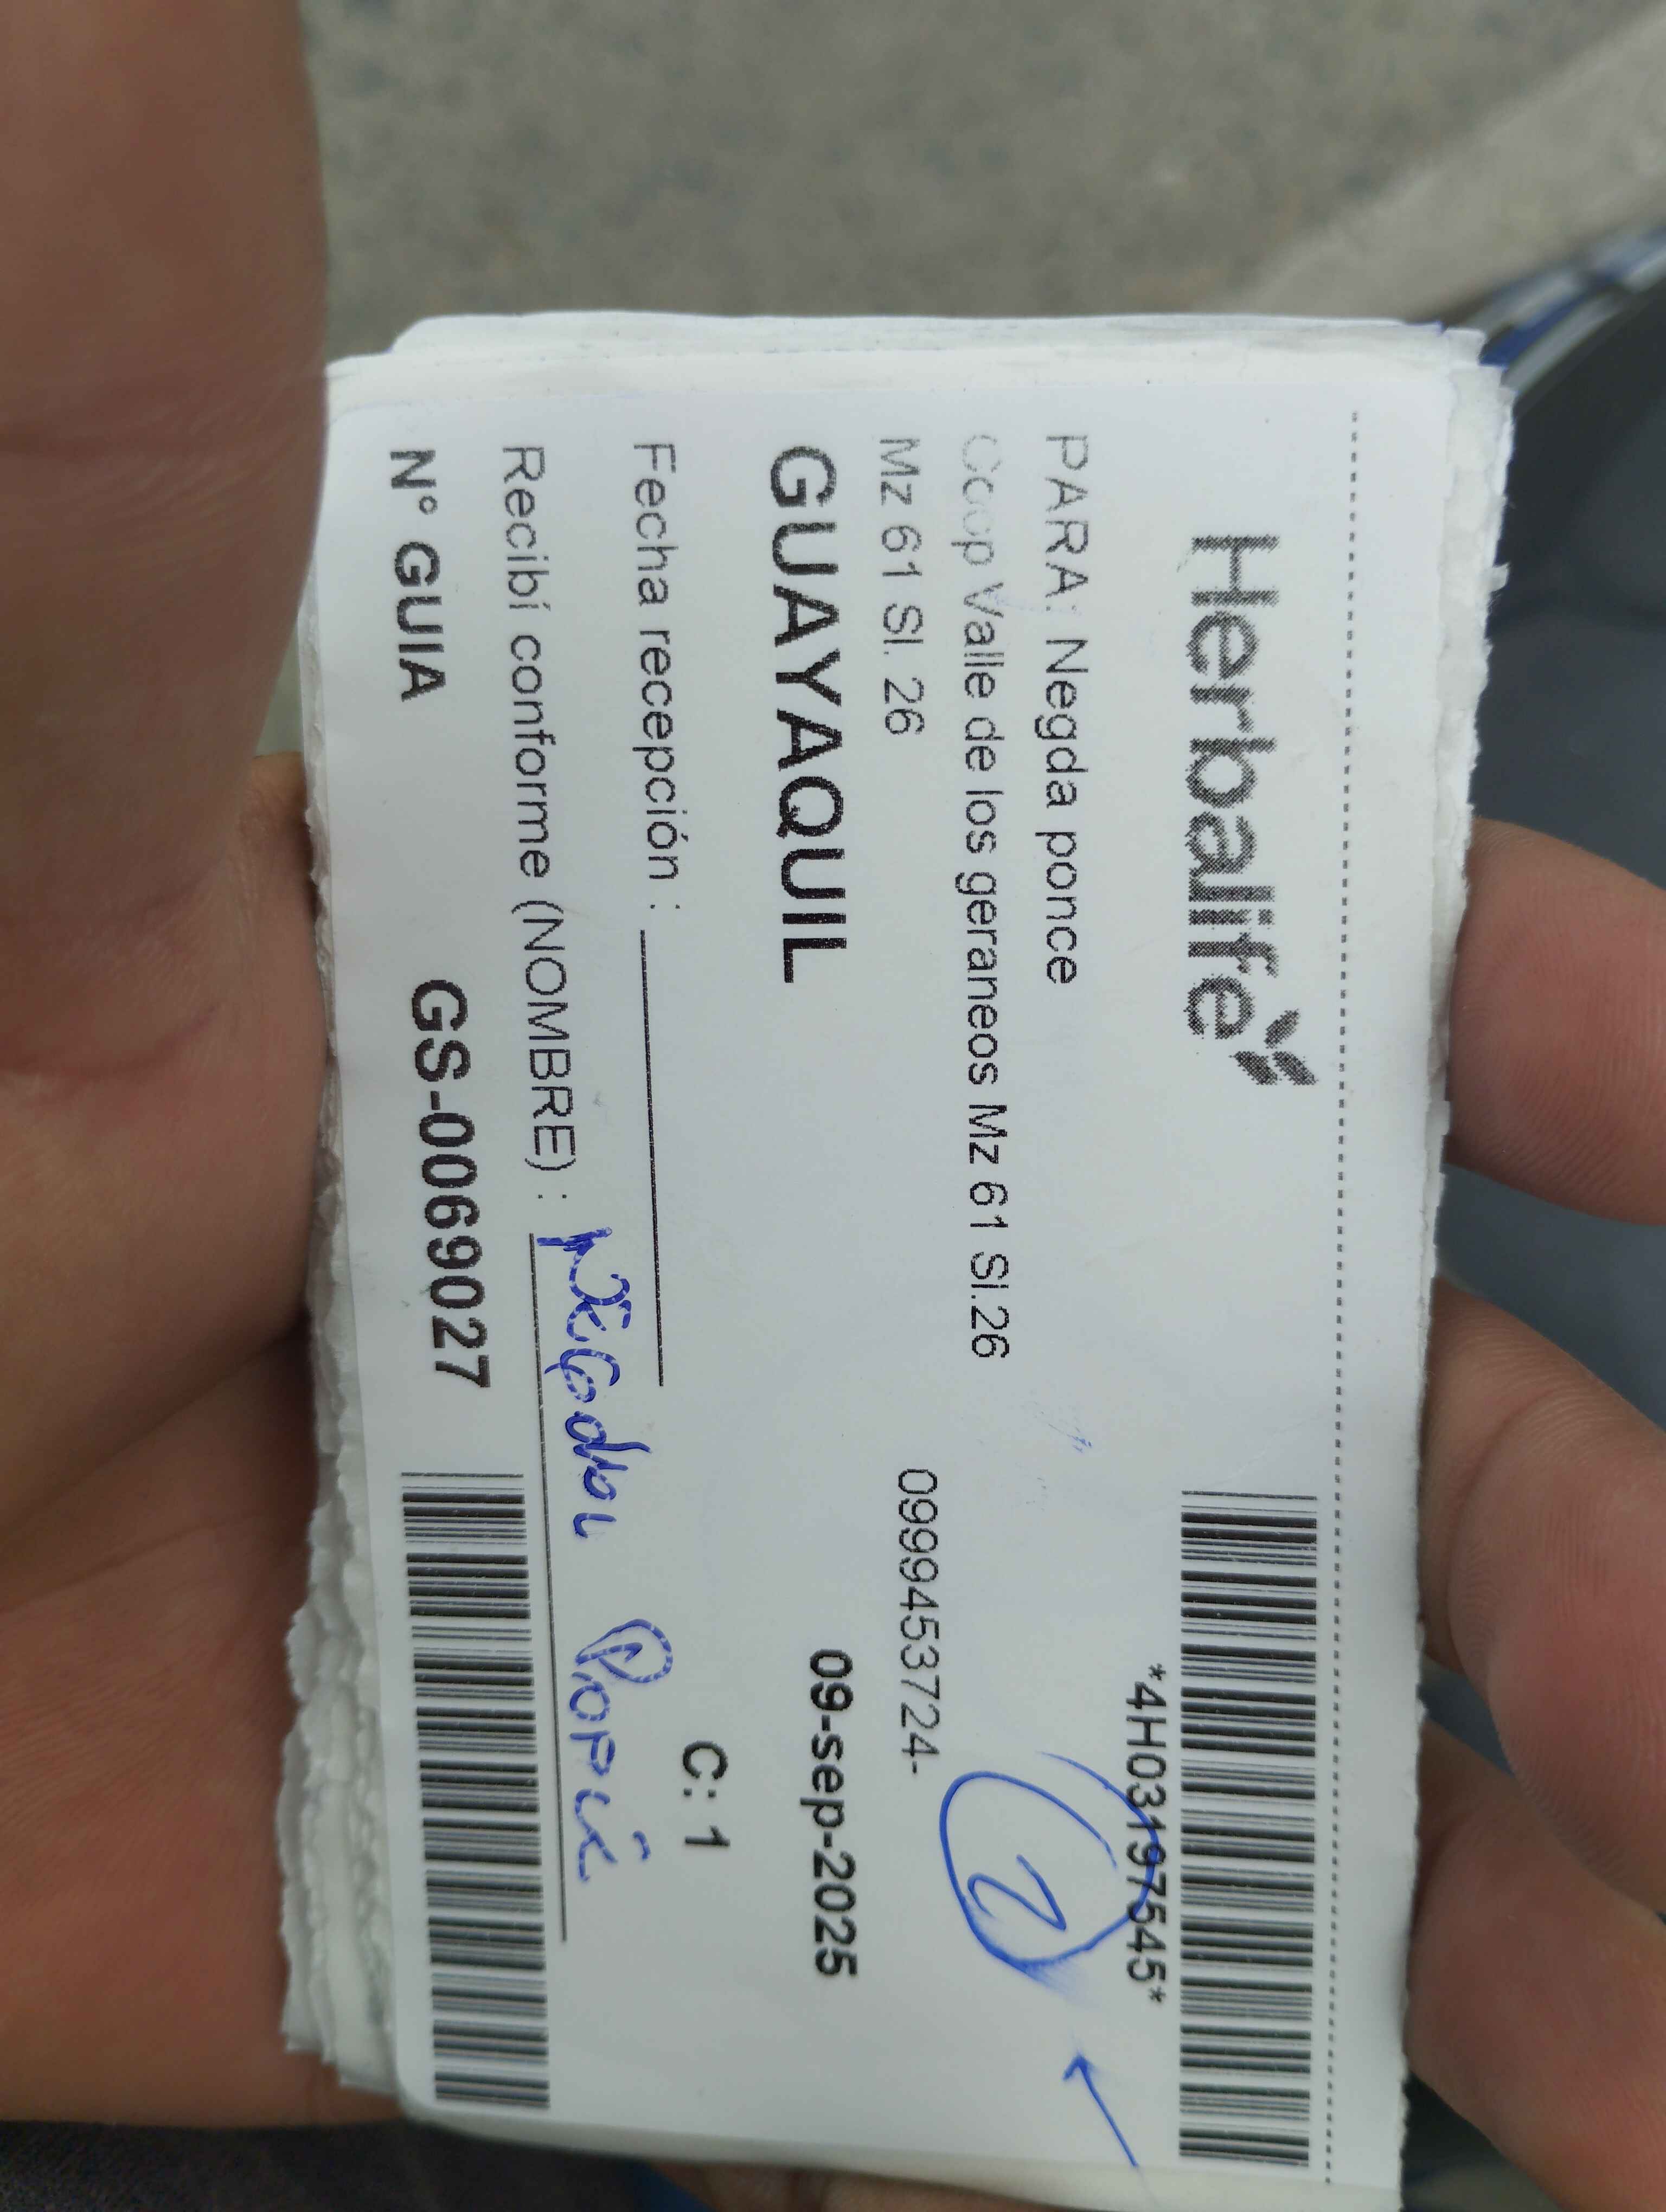 Herbalife
*4H03197545*
PARA: Negda ponce
Coop Valle de los geraneos Mz 61 Sl.26
Mz 61 Sl. 26
0999453724-
GUAYAQUIL
09-sep-2025
Fecha recepción :
C: 1
Recibí conforme (NOMBRE) :
N° GUIA
GS-0069027